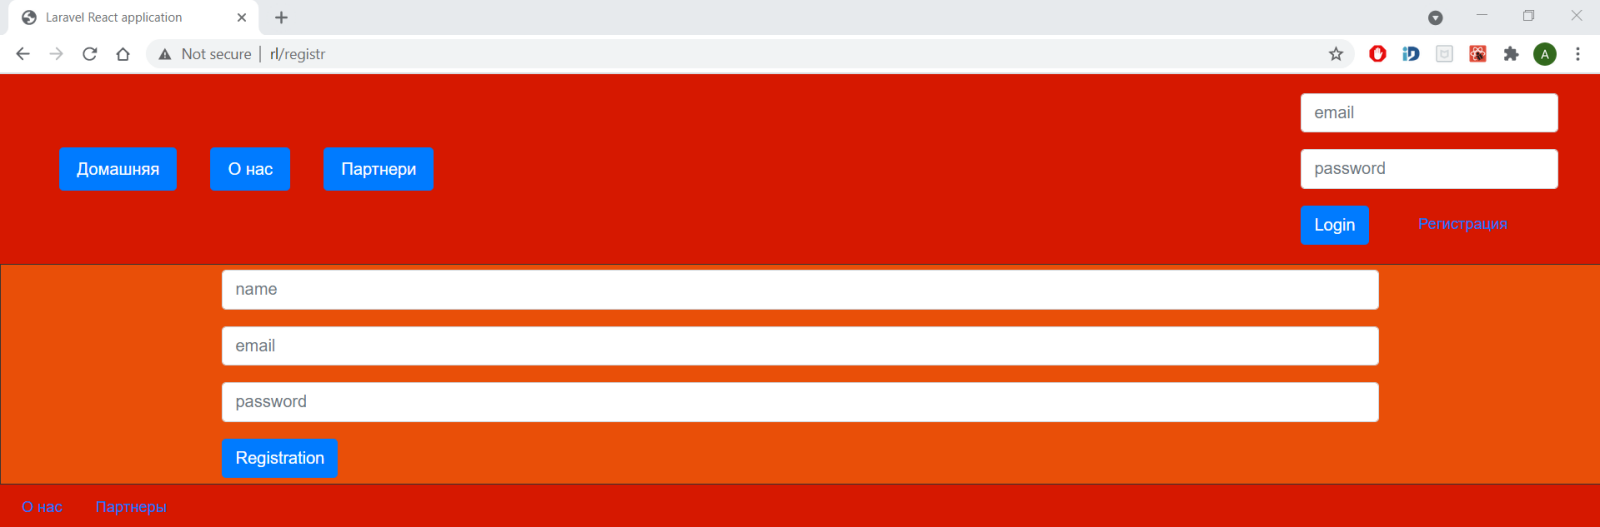 Laravel React application
Not secure | rl/registr
A
email
Домашняя О нас Партнери
password
Login Регистрация
name
email
password
Registration
О нас Партнеры